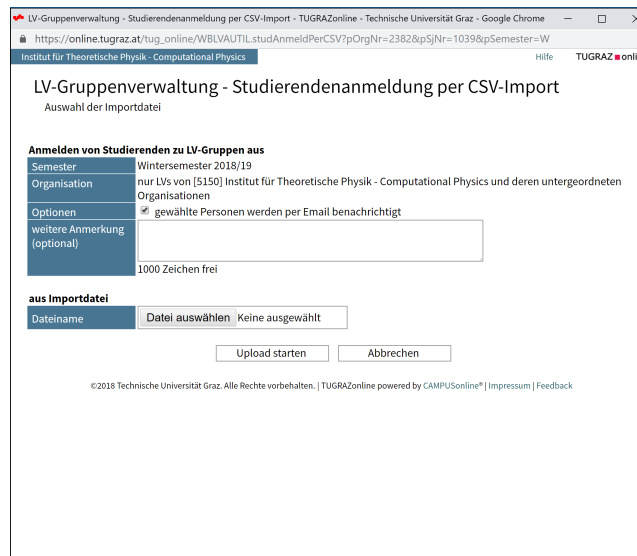 LV-Gruppenverwaltung - Studierendenanmeldung per CSV-Import - TUGRAZonline - Technische Universität Graz - Google Chrome
https://online.tugraz.at/tug_online/WBLVAUTIL.studAnmeldPerCSV?pOrgNr=2382&pSjNr=1039&pSemester=W
Institut für Theoretische Physik - Computational Physics Hilfe TUGRAZ onli
LV-Gruppenverwaltung - Studierendenanmeldung per CSV-Import
Auswahl der Importdatei
Anmelden von Studierenden zu LV-Gruppen aus
Semester Wintersemester 2018/19
Organisation nur LVs von [5150] Institut für Theoretische Physik - Computational Physics und deren untergeordneten
Organisationen
Optionen gewählte Personen werden per Email benachrichtigt
weitere Anmerkung
(optional)
1000 Zeichen frei
aus Importdatei
Dateiname Datei auswählen Keine ausgewählt
Upload starten Abbrechen
©2018 Technische Universität Graz. Alle Rechte vorbehalten. | TUGRAZonline powered by CAMPUSonline® | Impressum | Feedback